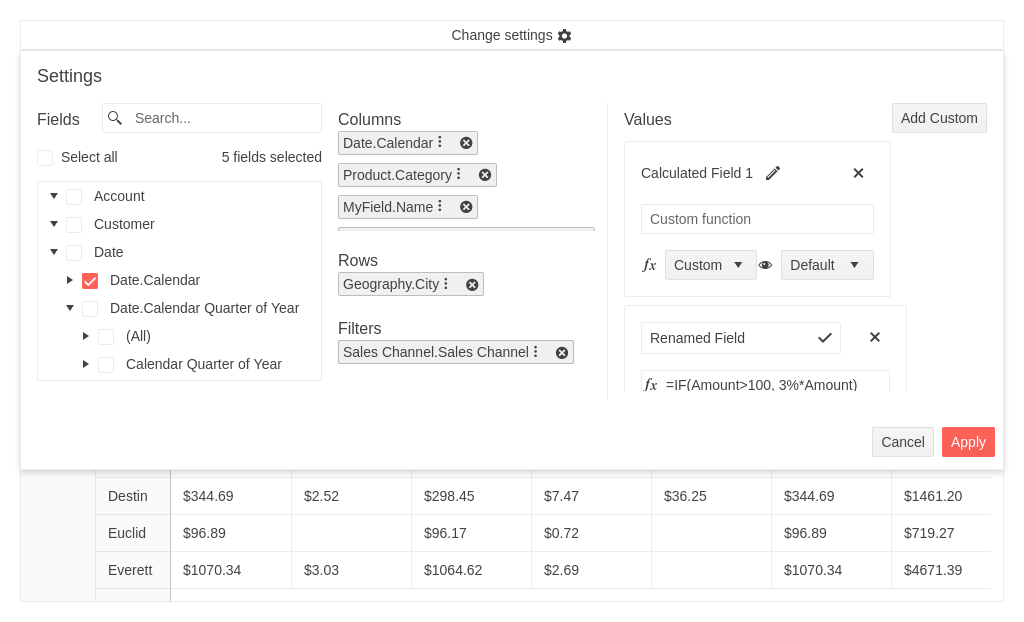 Change settings
Settings
Fields
Search...
Select all
5 fields selected
Account
Customer
Date
Date.Calendar
Date.Calendar Quarter of Year
(All)
Calendar Quarter of Year
Columns
Date.Calendar
Product.Category
MyField.Name
Rows
Geography.City
Filters
Sales Channel.Sales Channel
Values
Add Custom
Calculated Field 1
Custom function
fx Custom Default
Renamed Field
fx =IF(Amount>100, 3%*Amount)
Cancel Apply
Destin $344.69 $2.52 $298.45 $7.47 $36.25 $344.69 $1461.20
Euclid $96.89 $96.17 $0.72 $96.89 $719.27
Everett $1070.34 $3.03 $1064.62 $2.69 $1070.34 $4671.39